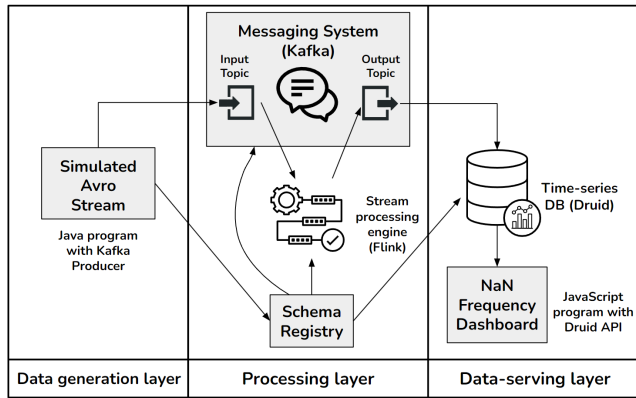 Messaging System
(Kafka)
Input
Topic
Output
Topic
Simulated
Avro
Stream
Java program
with Kafka
Producer
Stream
processing
engine
(Flink)
Schema
Registry
Time-series
DB (Druid)
NaN
Frequency
Dashboard
JavaScript
program with
Druid API
Data generation layer
Processing layer
Data-serving layer